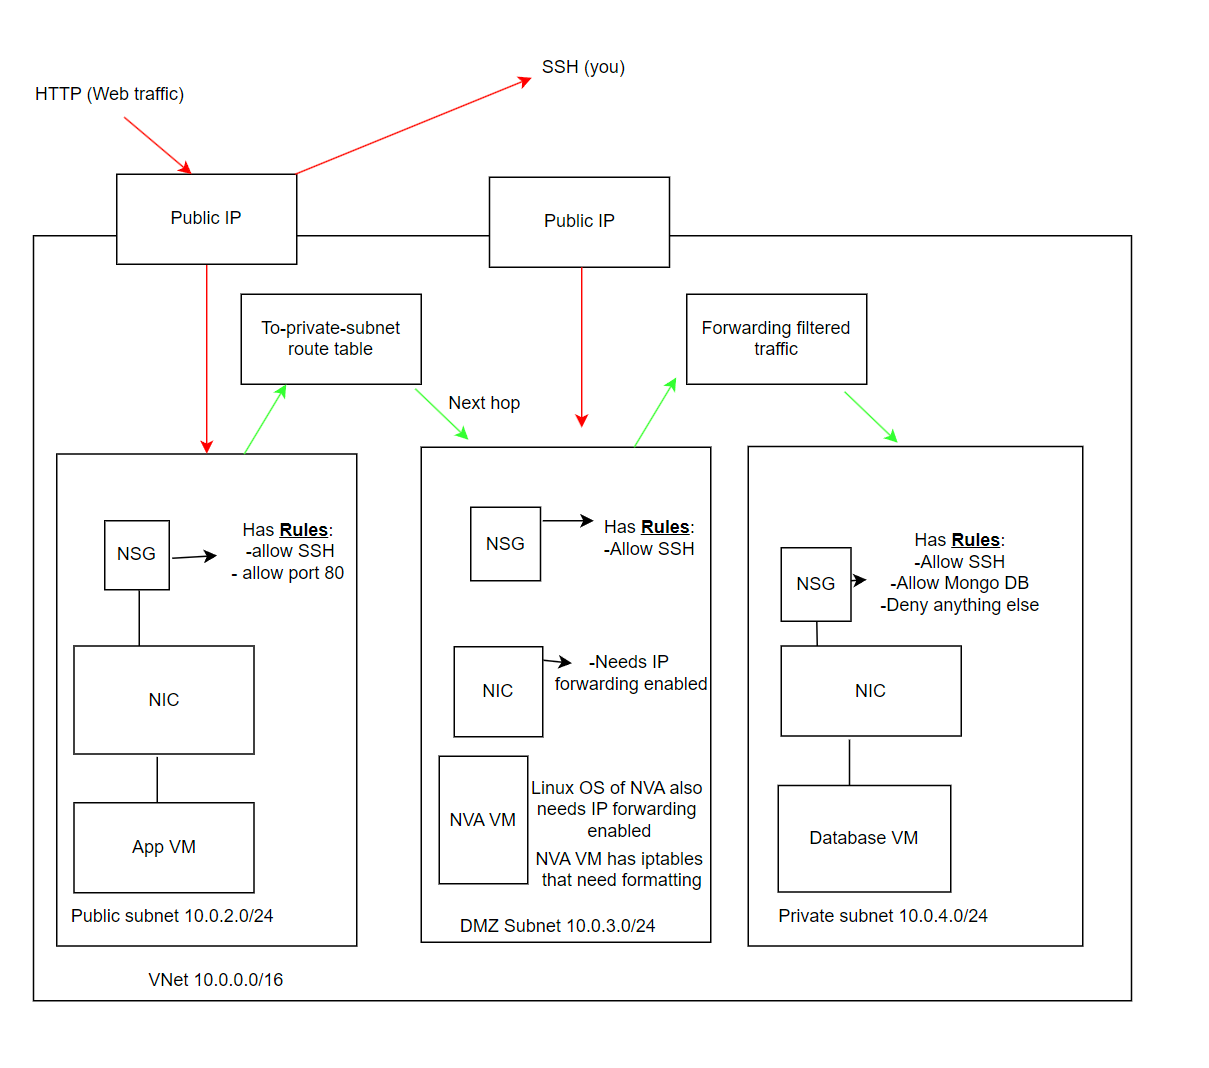 SSH (you)
HTTP (Web traffic)
Public IP
Public IP
To-private-subnet
route table
Forwarding filtered
traffic
Next hop
NSG
Has Rules:
-allow SSH
- allow port 80
NIC
App VM
Public subnet 10.0.2.0/24
NSG
Has Rules:
-Allow SSH
NIC
-Needs IP
forwarding enabled
NVA VM
Linux OS of NVA also
needs IP forwarding
enabled
NVA VM has iptables
that need formatting
DMZ Subnet 10.0.3.0/24
NSG
Has Rules:
-Allow SSH
-Allow Mongo DB
-Deny anything else
NIC
Database VM
Private subnet 10.0.4.0/24
VNet 10.0.0.0/16